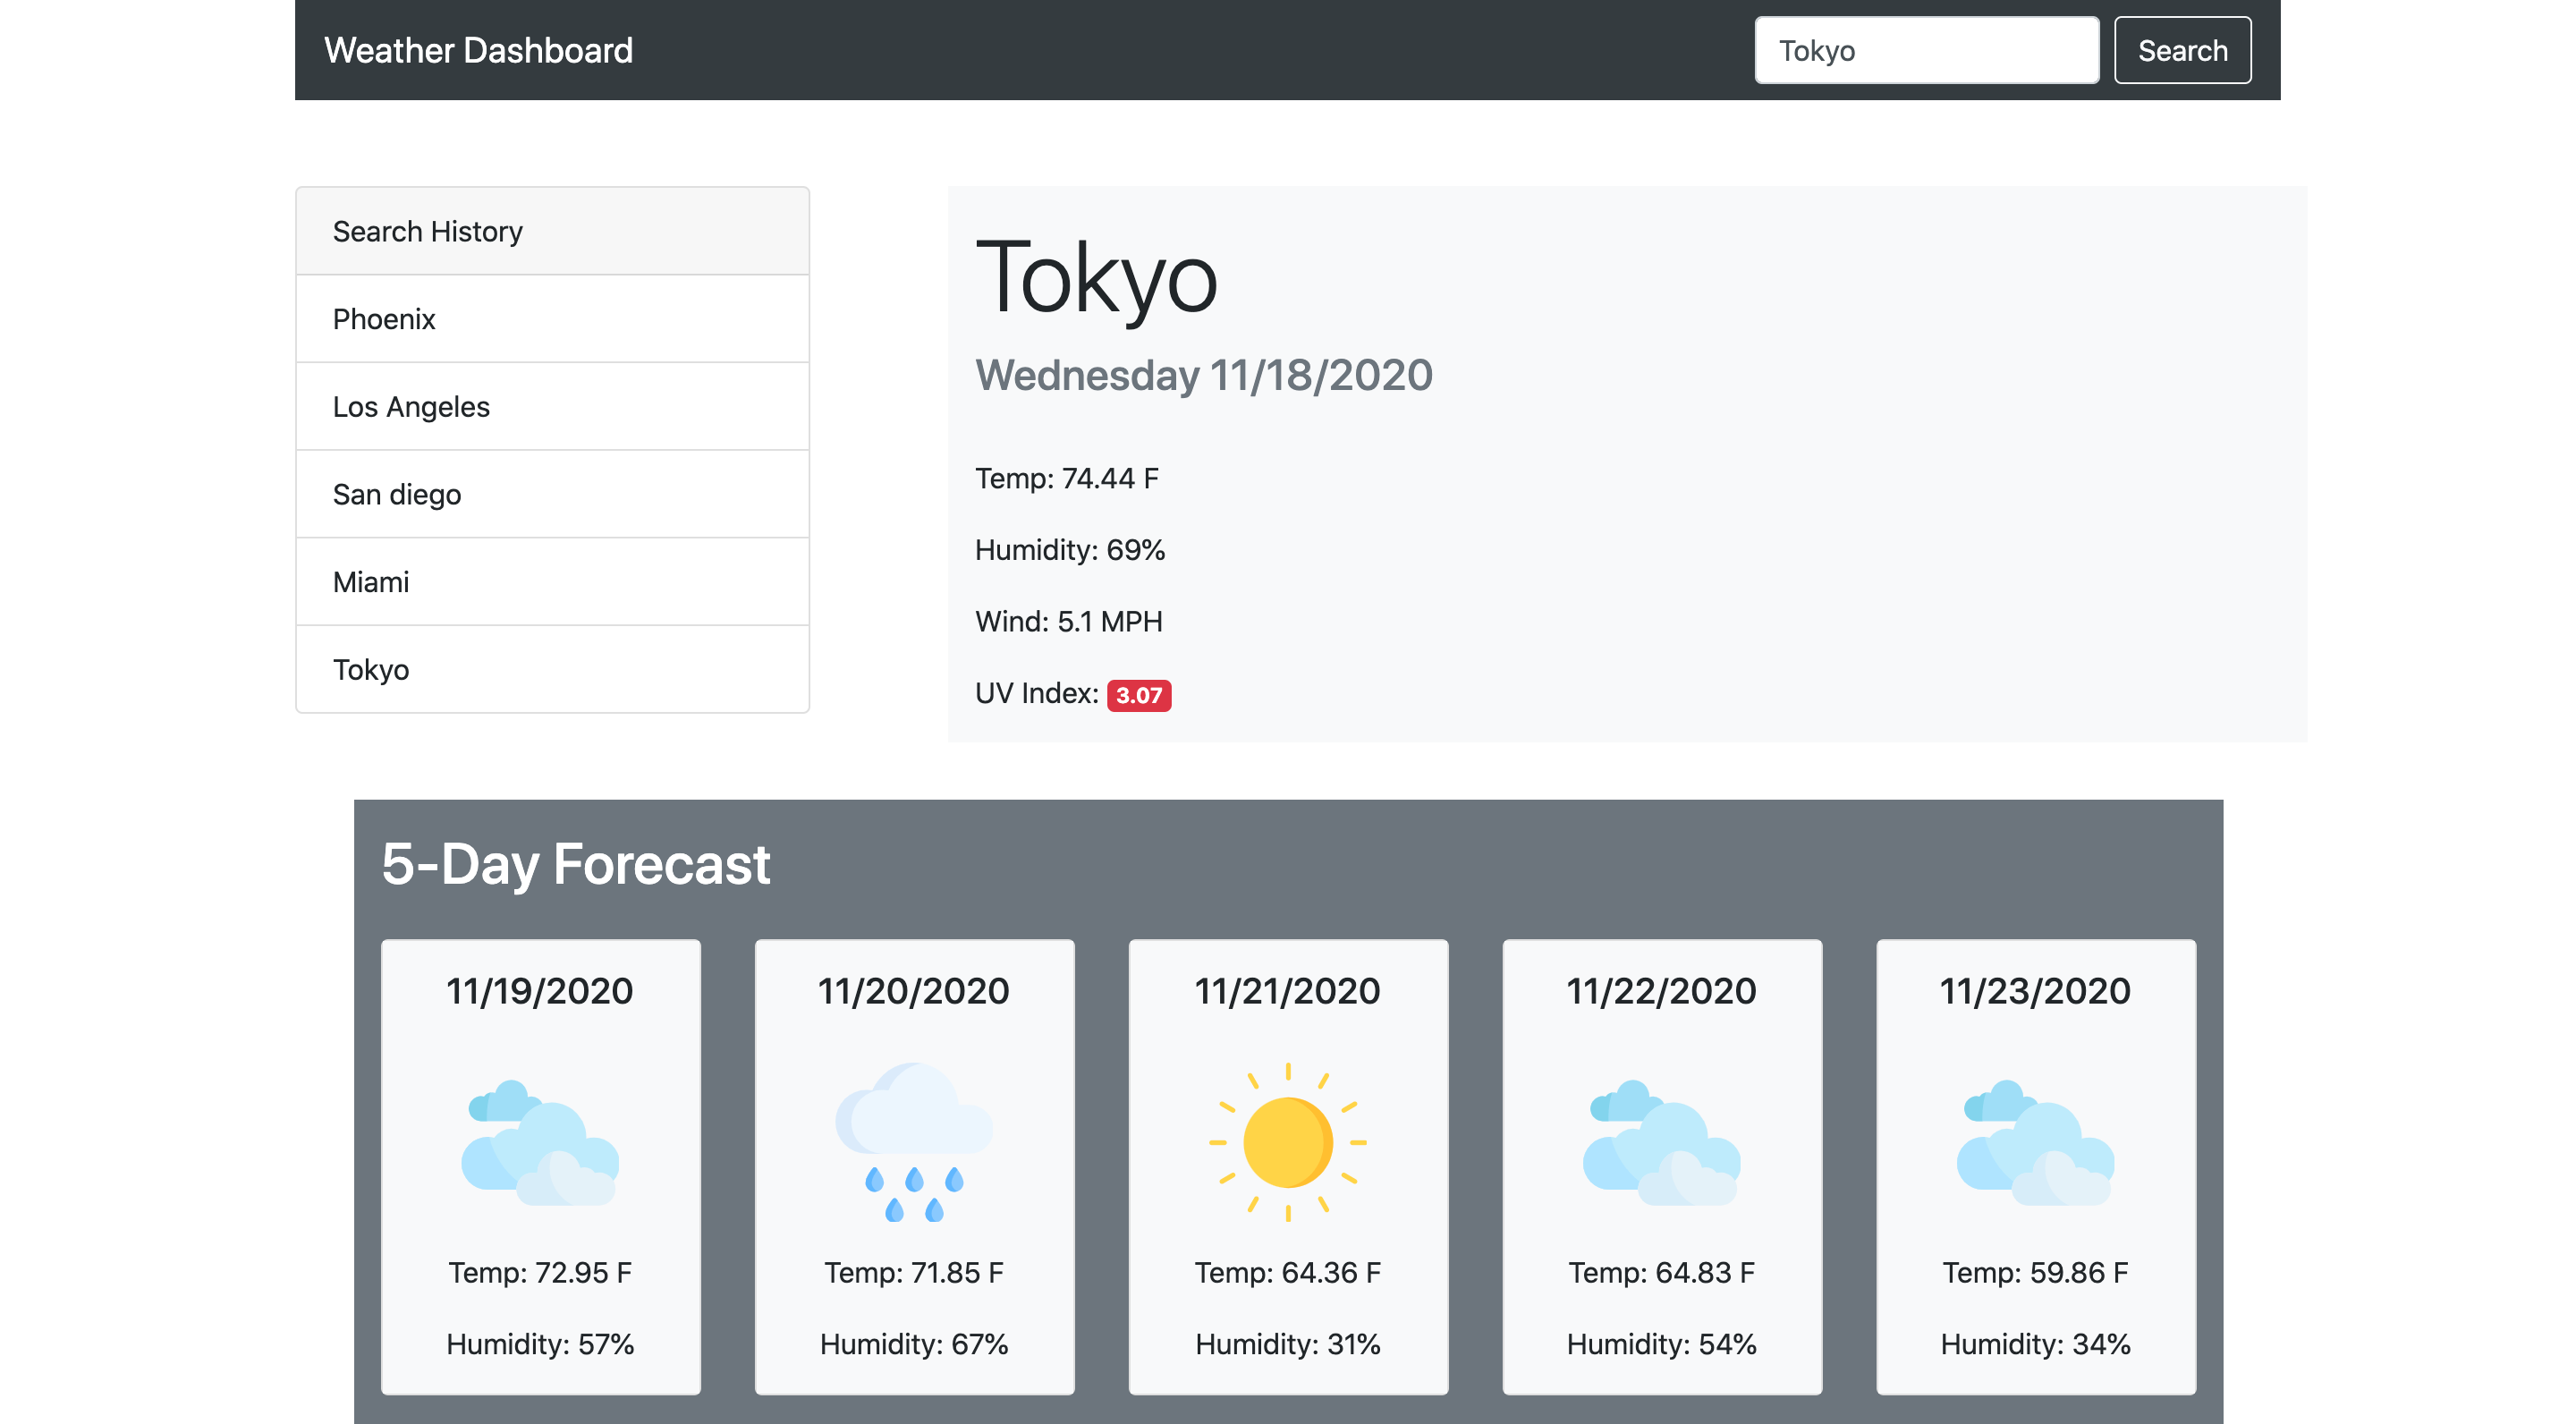 Weather Dashboard
Tokyo
Search
Search History
Phoenix
Los Angeles
San diego
Miami
Tokyo
Tokyo
Wednesday 11/18/2020
Temp: 74.44 F
Humidity: 69%
Wind: 5.1 MPH
UV Index: 3.07
5-Day Forecast
11/19/2020
Temp: 72.95 F
Humidity: 57%
11/20/2020
Temp: 71.85 F
Humidity: 67%
11/21/2020
Temp: 64.36 F
Humidity: 31%
11/22/2020
Temp: 64.83 F
Humidity: 54%
11/23/2020
Temp: 59.86 F
Humidity: 34%